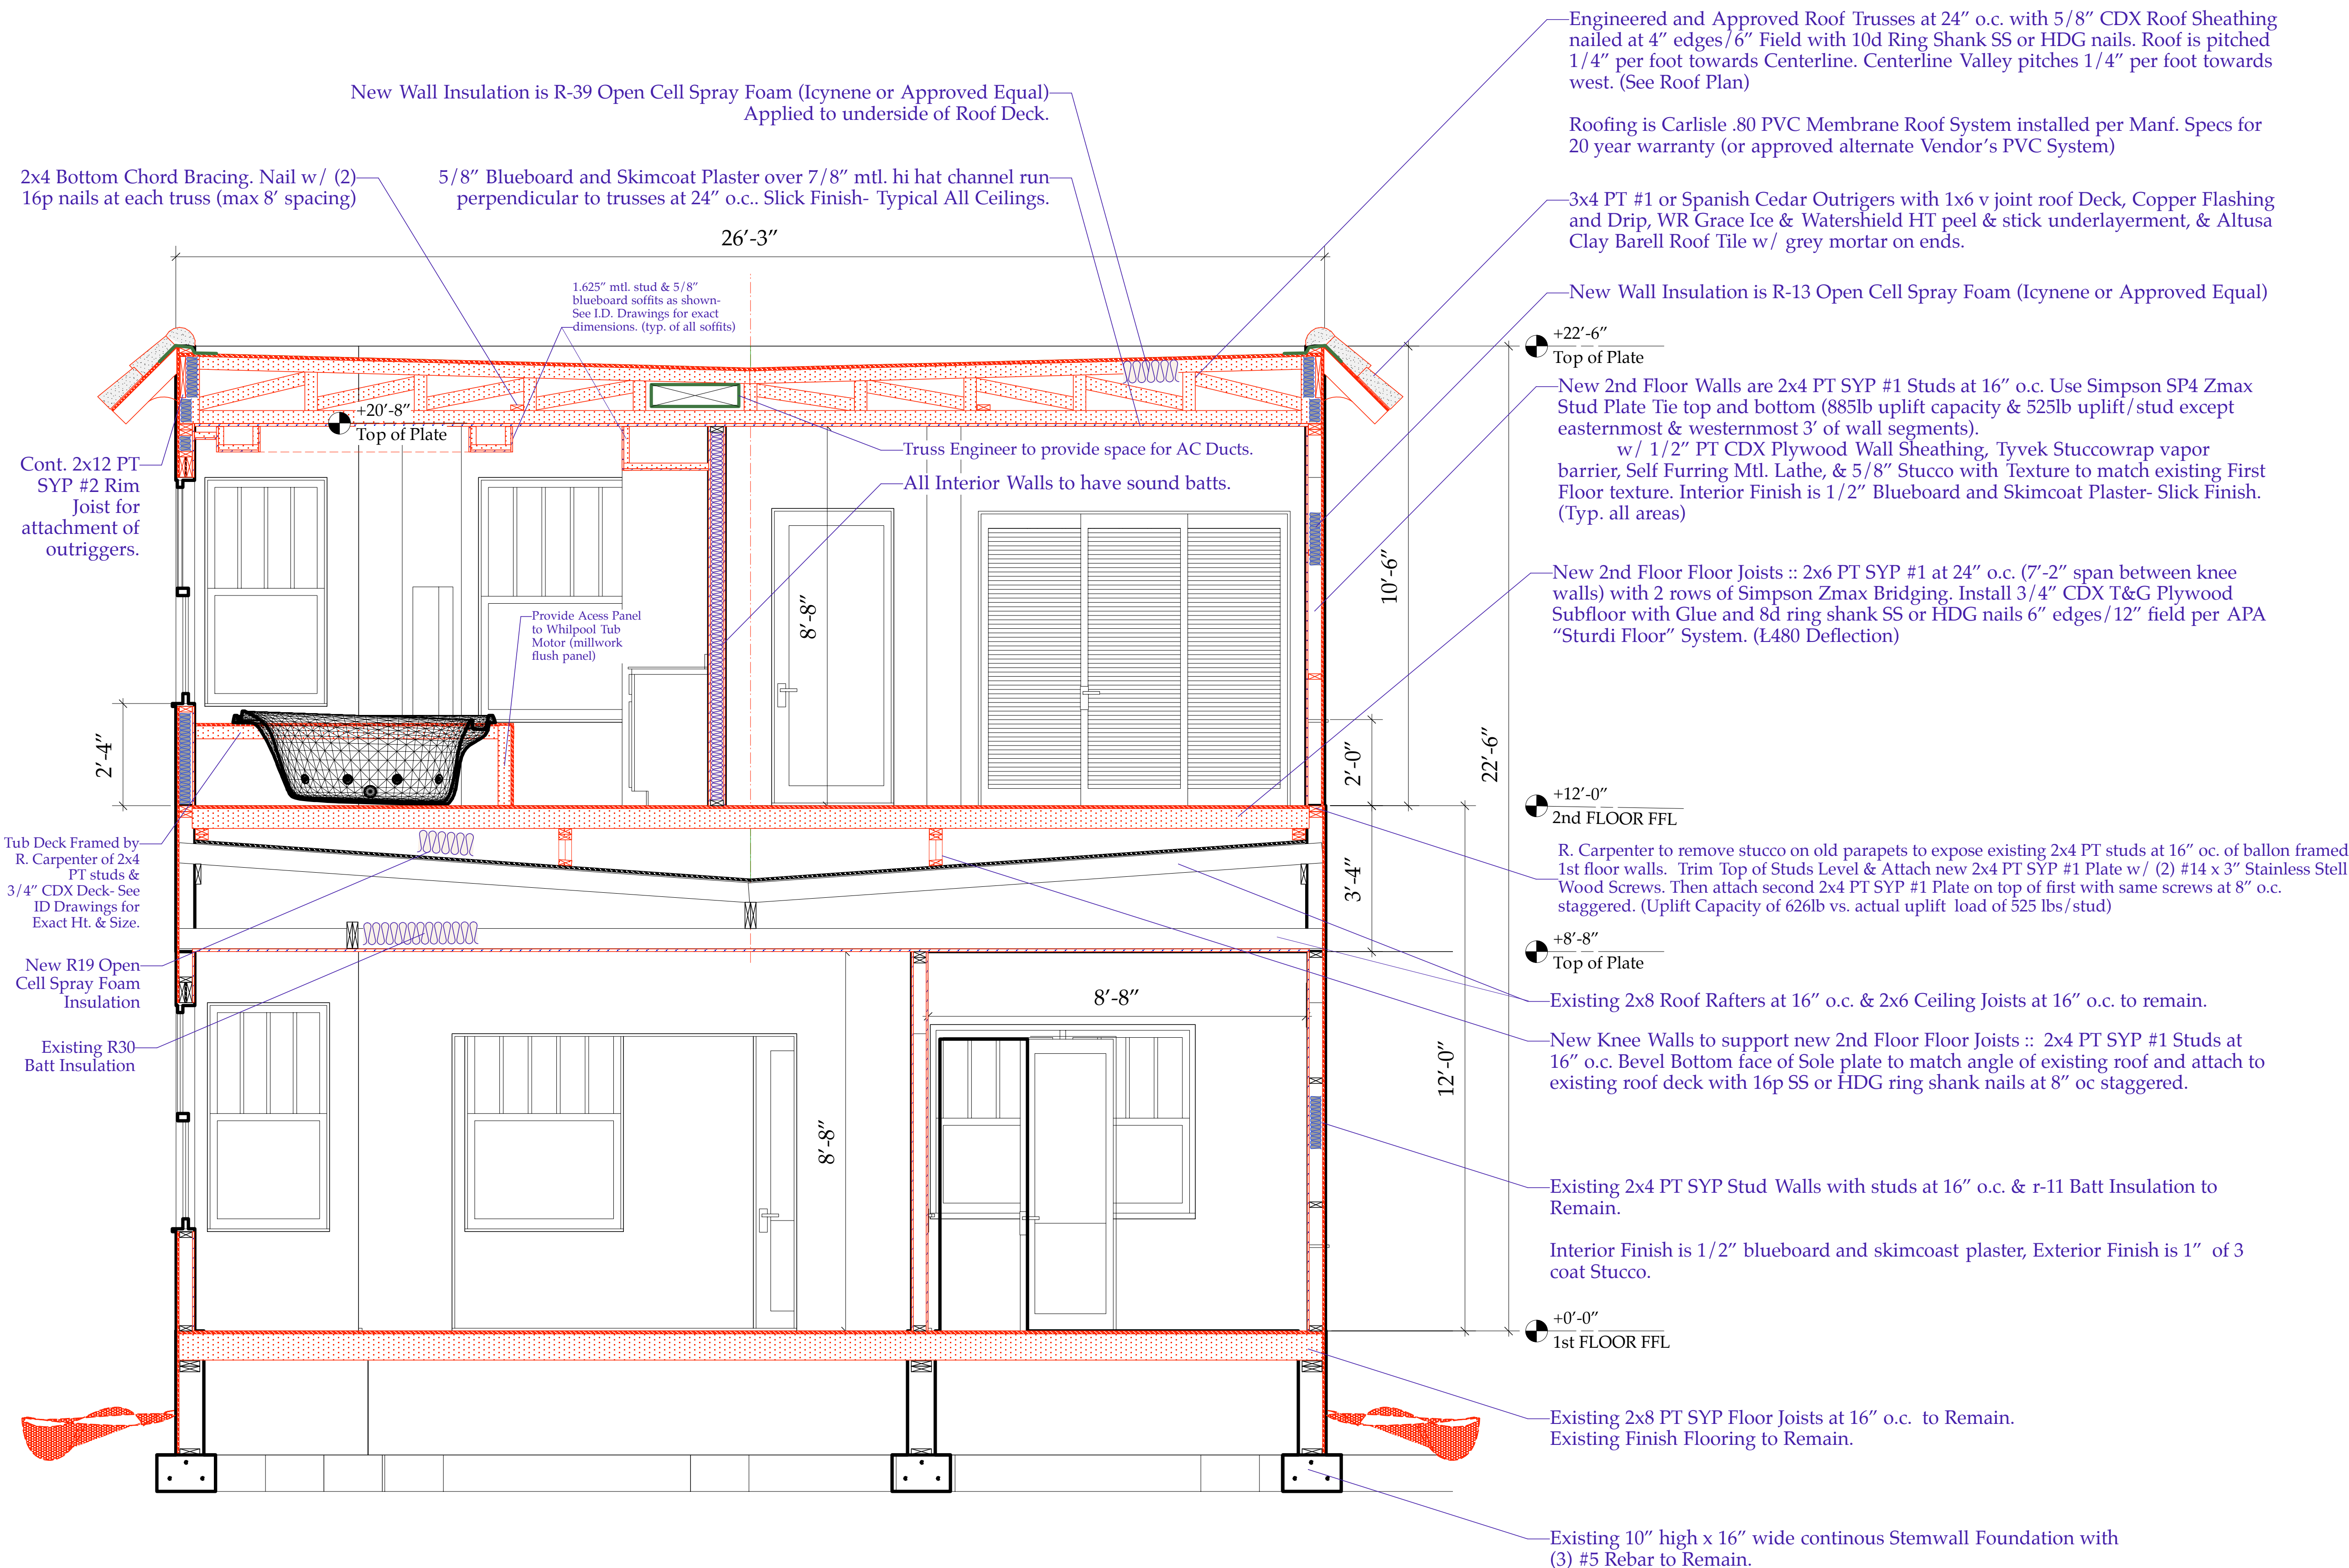 Engineered and Approved Roof Trusses at 24" o.c. with 5/8" CDX Roof Sheathing
nailed at 4" edges/6" Field with 10d Ring Shank SS or HDG nails. Roof is pitched
1/4" per foot towards Centerline. Centerline Valley pitches 1/4" per foot towards
west. (See Roof Plan)
Roofing is Carlisle .80 PVC Membrane Roof System installed per Manf. Specs for
20 year warranty (or approved alternate Vendor's PVC System)
New Wall Insulation is R-39 Open Cell Spray Foam (Icynene or Approved Equal)
Applied to underside of Roof Deck.
2x4 Bottom Chord Bracing. Nail w/ (2)
16p nails at each truss (max 8' spacing)
5/8" Blueboard and Skimcoat Plaster over 7/8" mtl. hi hat channel run
perpendicular to trusses at 24" o.c.. Slick Finish- Typical All Ceilings.
3x4 PT #1 or Spanish Cedar Outrigers with 1x6 v joint roof Deck, Copper Flashing
and Drip, WR Grace Ice & Watershield HT peel & stick underlayerment, & Altusa
Clay Barell Roof Tile w/ grey mortar on ends.
26'-3"
1.625" mtl. stud & 5/8"
blueboard soffits as shown-
See I.D. Drawings for exact
dimensions. (typ. of all soffits)
New Wall Insulation is R-13 Open Cell Spray Foam (Icynene or Approved Equal)
+22'-6"
Top of Plate
New 2nd Floor Walls are 2x4 PT SYP #1 Studs at 16" o.c. Use Simpson SP4 Zmax
Stud Plate Tie top and bottom (885lb uplift capacity & 525lb uplift/stud except
easternmost & westernmost 3' of wall segments).
w/ 1/2" PT CDX Plywood Wall Sheathing, Tyvek Stuccowrap vapor
barrier, Self Furring Mtl. Lathe, & 5/8" Stucco with Texture to match existing First
Floor texture. Interior Finish is 1/2" Blueboard and Skimcoat Plaster- Slick Finish.
(Typ. all areas)
+20'-8"
Top of Plate
Truss Engineer to provide space for AC Ducts.
All Interior Walls to have sound batts.
Cont. 2x12 PT
SYP #2 Rim
Joist for
attachment of
outriggers.
New 2nd Floor Floor Joists :: 2x6 PT SYP #1 at 24" o.c. (7'-2" span between knee
walls) with 2 rows of Simpson Zmax Bridging. Install 3/4" CDX T&G Plywood
Subfloor with Glue and 8d ring shank SS or HDG nails 6" edges/12" field per APA
"Sturdi Floor" System. (Ł480 Deflection)
10'-6"
8'-8"
Provide Acess Panel
to Whilpool Tub
Motor (millwork
flush panel)
2'-4"
2'-0"
22'-6"
+12'-0"
2nd FLOOR FFL
Tub Deck Framed by
R. Carpenter of 2x4
PT studs &
3/4" CDX Deck- See
ID Drawings for
Exact Ht. & Size.
R. Carpenter to remove stucco on old parapets to expose existing 2x4 PT studs at 16" oc. of ballon framed
1st floor walls. Trim Top of Studs Level & Attach new 2x4 PT SYP #1 Plate w/ (2) #14 x 3" Stainless Stell
Wood Screws. Then attach second 2x4 PT SYP #1 Plate on top of first with same screws at 8" o.c.
staggered. (Uplift Capacity of 626lb vs. actual uplift load of 525 lbs/stud)
3'-4"
+8'-8"
Top of Plate
New R19 Open
Cell Spray Foam
Insulation
Existing R30
Batt Insulation
8'-8"
Existing 2x8 Roof Rafters at 16" o.c. & 2x6 Ceiling Joists at 16" o.c. to remain.
New Knee Walls to support new 2nd Floor Floor Joists :: 2x4 PT SYP #1 Studs at
16" o.c. Bevel Bottom face of Sole plate to match angle of existing roof and attach to
existing roof deck with 16p SS or HDG ring shank nails at 8" oc staggered.
12'-0"
8'-8"
Existing 2x4 PT SYP Stud Walls with studs at 16" o.c. & r-11 Batt Insulation to
Remain.
Interior Finish is 1/2" blueboard and skimcoast plaster, Exterior Finish is 1" of 3
coat Stucco.
+0'-0"
1st FLOOR FFL
Existing 2x8 PT SYP Floor Joists at 16" o.c. to Remain.
Existing Finish Flooring to Remain.
Existing 10" high x 16" wide continous Stemwall Foundation with
(3) #5 Rebar to Remain.